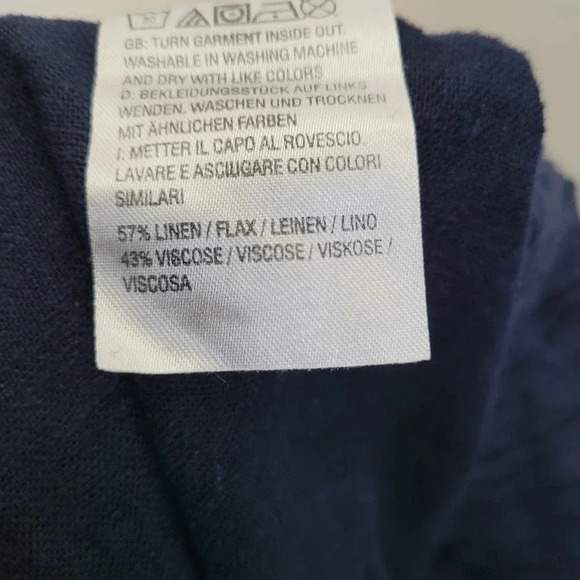 30
GB: TURN GARMENT INSIDE OUT.
WASHABLE IN WASHING MACHINE
AND DRY WITH LIKE COLORS
D: BEKLEIDUNGSSTÜCK AUF LINKS
WENDEN. WASCHEN UND TROCKNEN
MIT ÄHNLICHEN FARBEN
I: METTER IL CAPO AL ROVESCIO.
LAVARE E ASCIUGARE CON COLORI
SIMILARI
57% LINEN / FLAX / LEINEN / LINO
43% VISCOSE / VISCOSE / VISKOSE /
VISCOSA